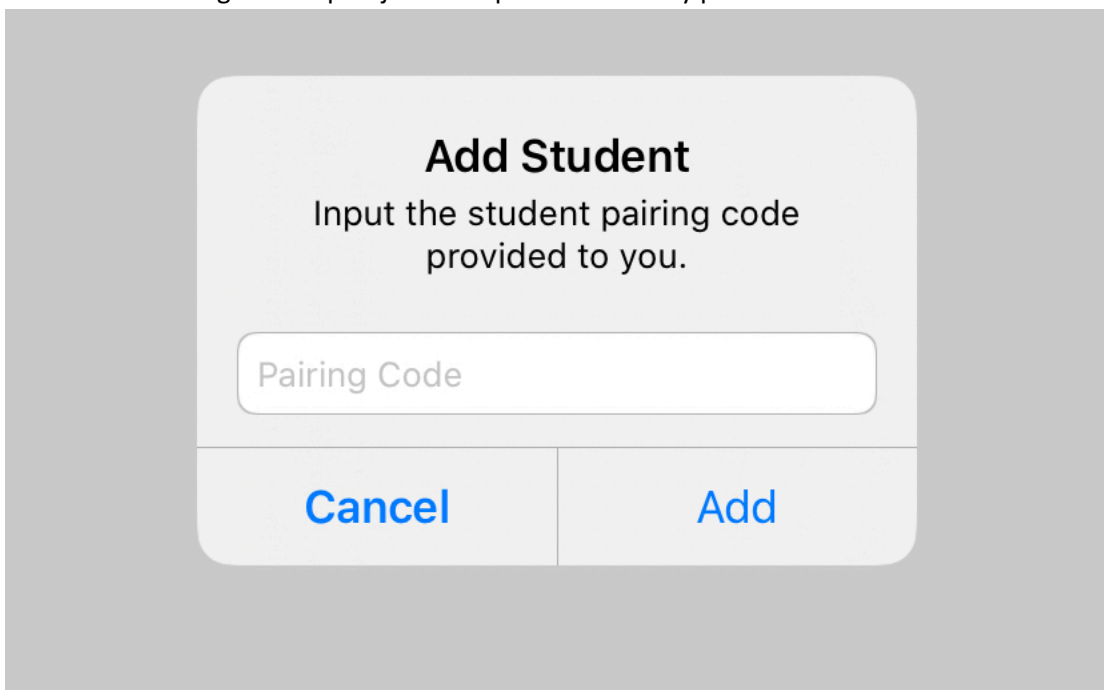 Add Student
Input the student pairing code
provided to you.
Pairing Code
Cancel Add